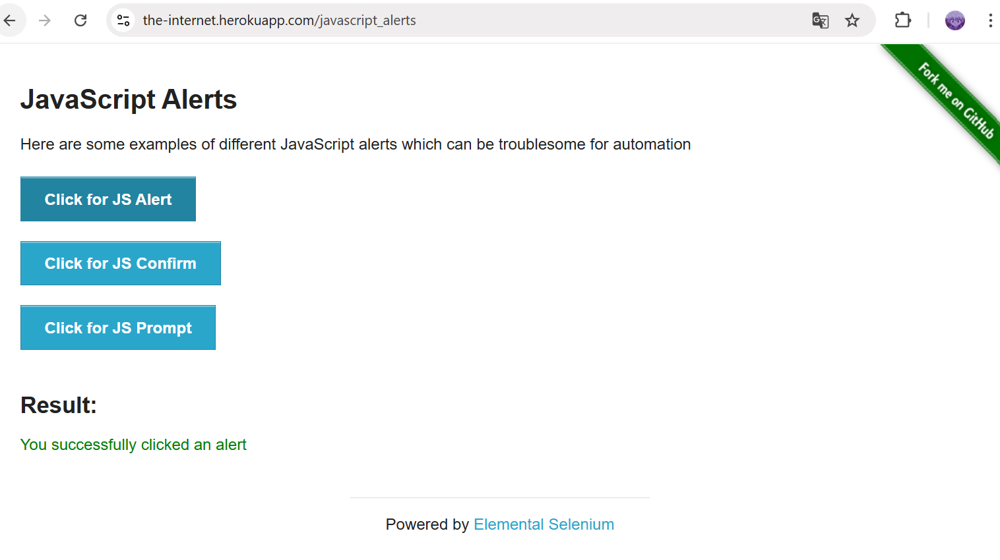 the-internet.herokuapp.com/javascript_alerts
Fork me on GitHub
JavaScript Alerts
Here are some examples of different JavaScript alerts which can be troublesome for automation
Click for JS Alert
Click for JS Confirm
Click for JS Prompt
Result:
You successfully clicked an alert
Powered by Elemental Selenium